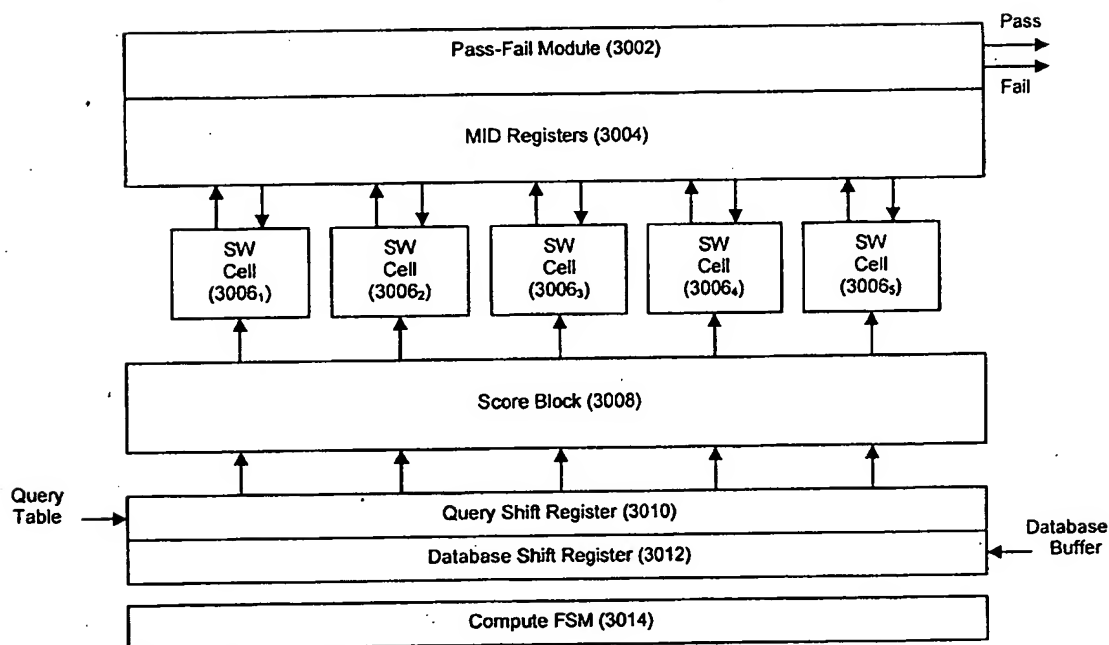 Pass
Pass-Fail Module (3002)
Fail
MID Registers (3004)
SW
Cell
(3006₁)
SW
Cell
(3006₂)
SW
Cell
(3006₃)
SW
Cell
(3006₄)
SW
Cell
(3006₅)
Score Block (3008)
Query
Table
Query Shift Register (3010)
Database Shift Register (3012)
Database
Buffer
Compute FSM (3014)